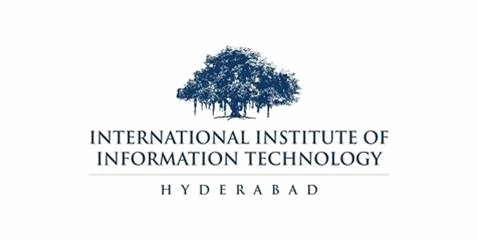 INTERNATIONAL INSTITUTE OF
INFORMATION TECHNOLOGY
HYDERABAD